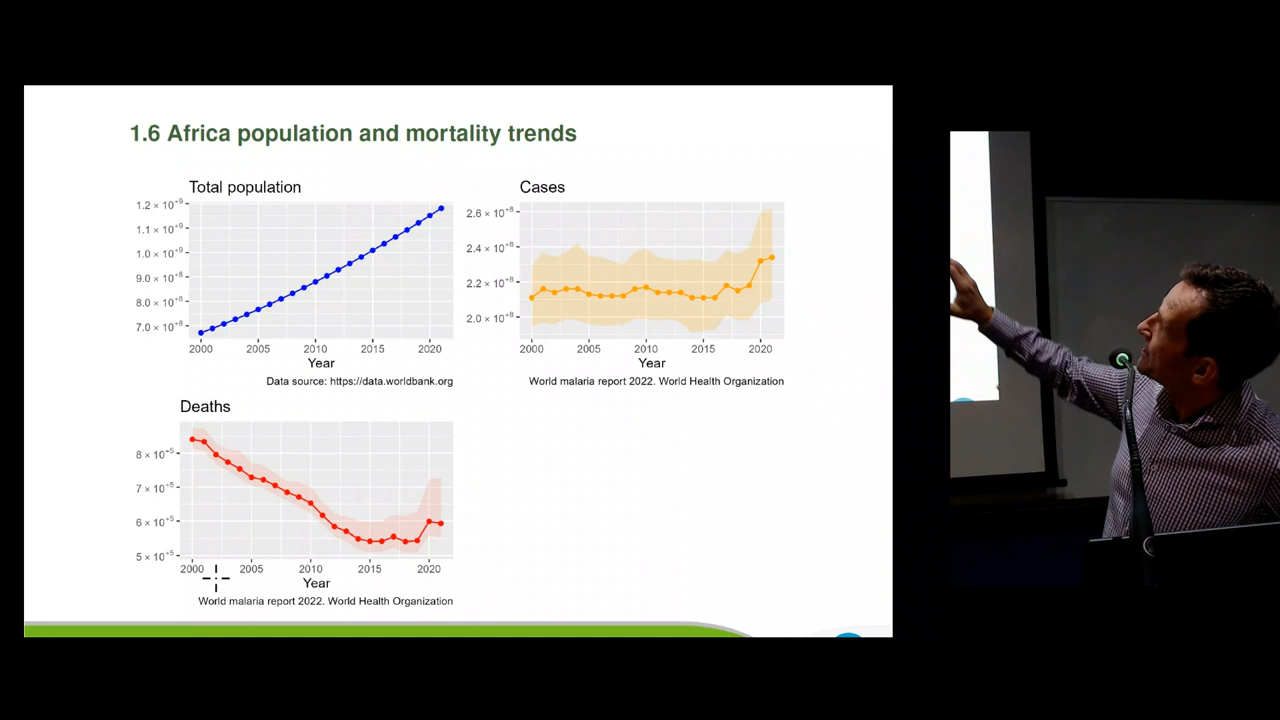 1.6 Africa population and mortality trends
Total population
1.2 × 10⁺⁹
1.1 × 10⁺⁹
1.0 × 10⁺⁹
9.0 × 10⁺⁸
8.0 × 10⁺⁸
7.0 × 10⁺⁸
2000 2005 2010 2015 2020
Year
Data source: https://data.worldbank.org
Cases
2.6 × 10⁺⁸
2.4 × 10⁺⁸
2.2 × 10⁺⁸
2.0 × 10⁺⁸
2000 2005 2010 2015 2020
Year
World malaria report 2022. World Health Organization
Deaths
8 × 10⁺⁵
7 × 10⁺⁵
6 × 10⁺⁵
5 × 10⁺⁵
2000 2005 2010 2015 2020
Year
World malaria report 2022. World Health Organization